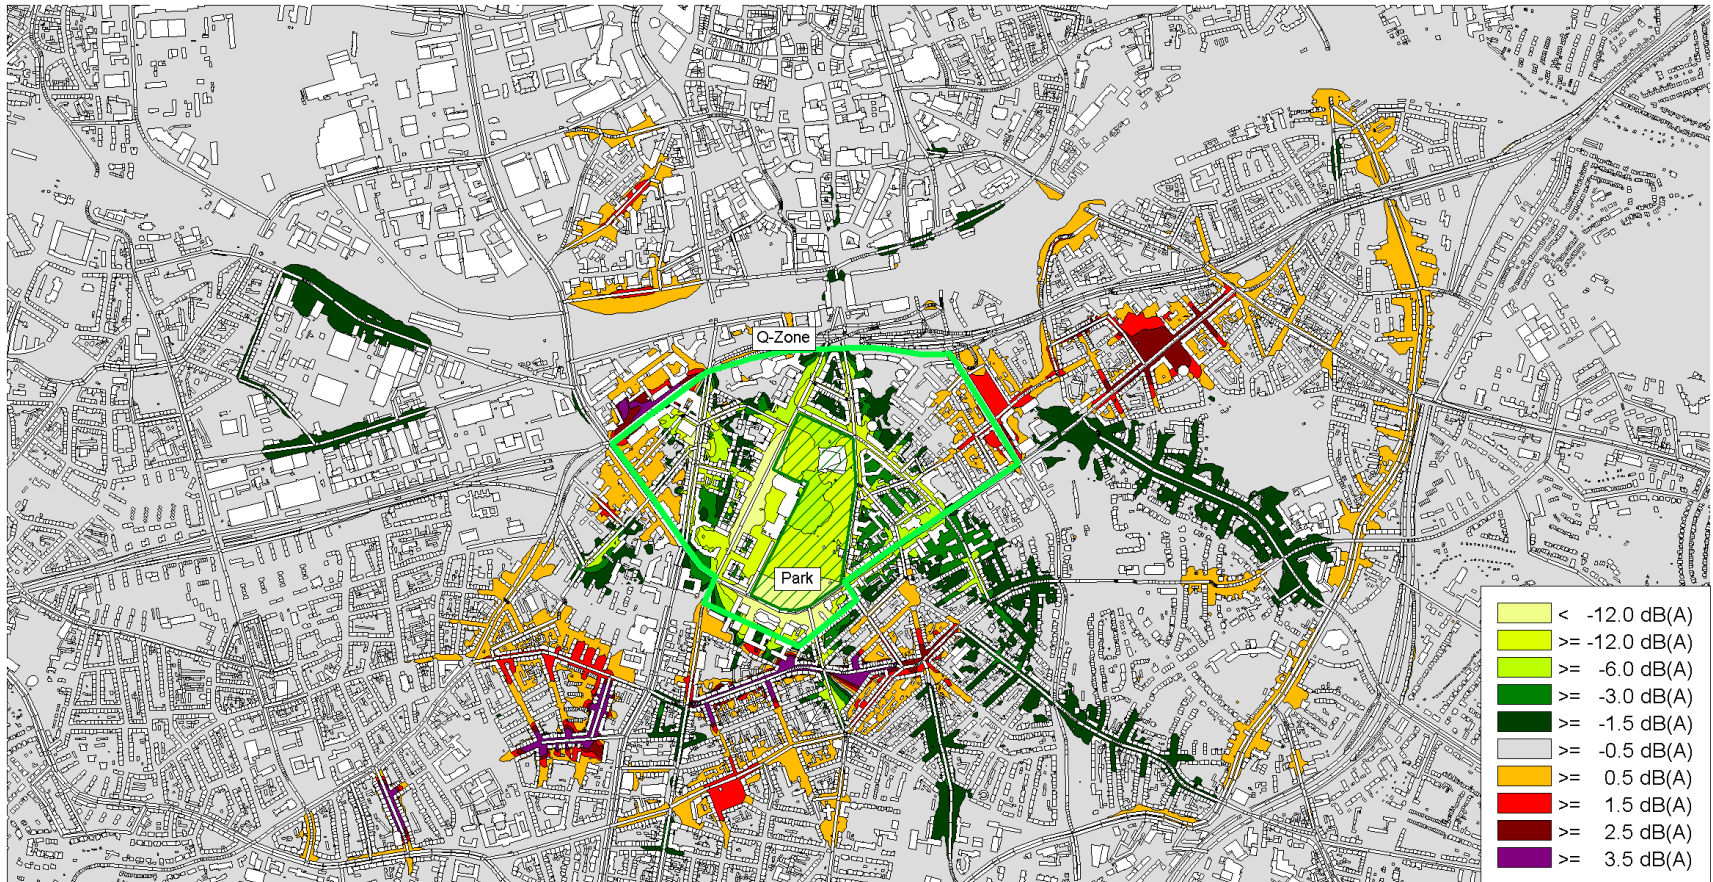 Q-Zone
Park
< -12.0 dB(A)
>= -12.0 dB(A)
>= -6.0 dB(A)
>= -3.0 dB(A)
>= -1.5 dB(A)
>= -0.5 dB(A)
>= 0.5 dB(A)
>= 1.5 dB(A)
>= 2.5 dB(A)
>= 3.5 dB(A)